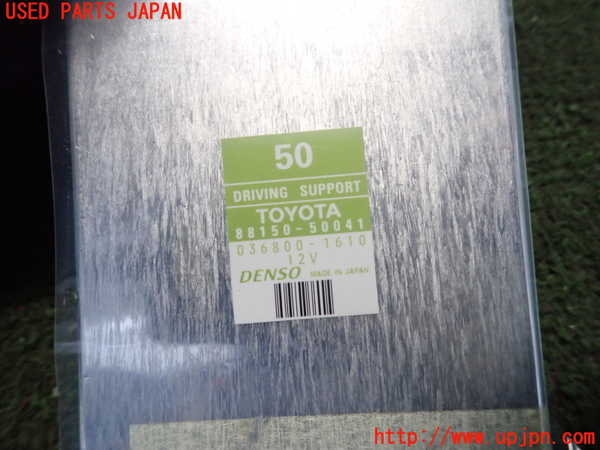 USED PARTS JAPAN
50
DRIVING SUPPORT
TOYOTA
88150-50041
036800-1610
12V
DENSO MADE IN JAPAN
http://www.upjpn.com/